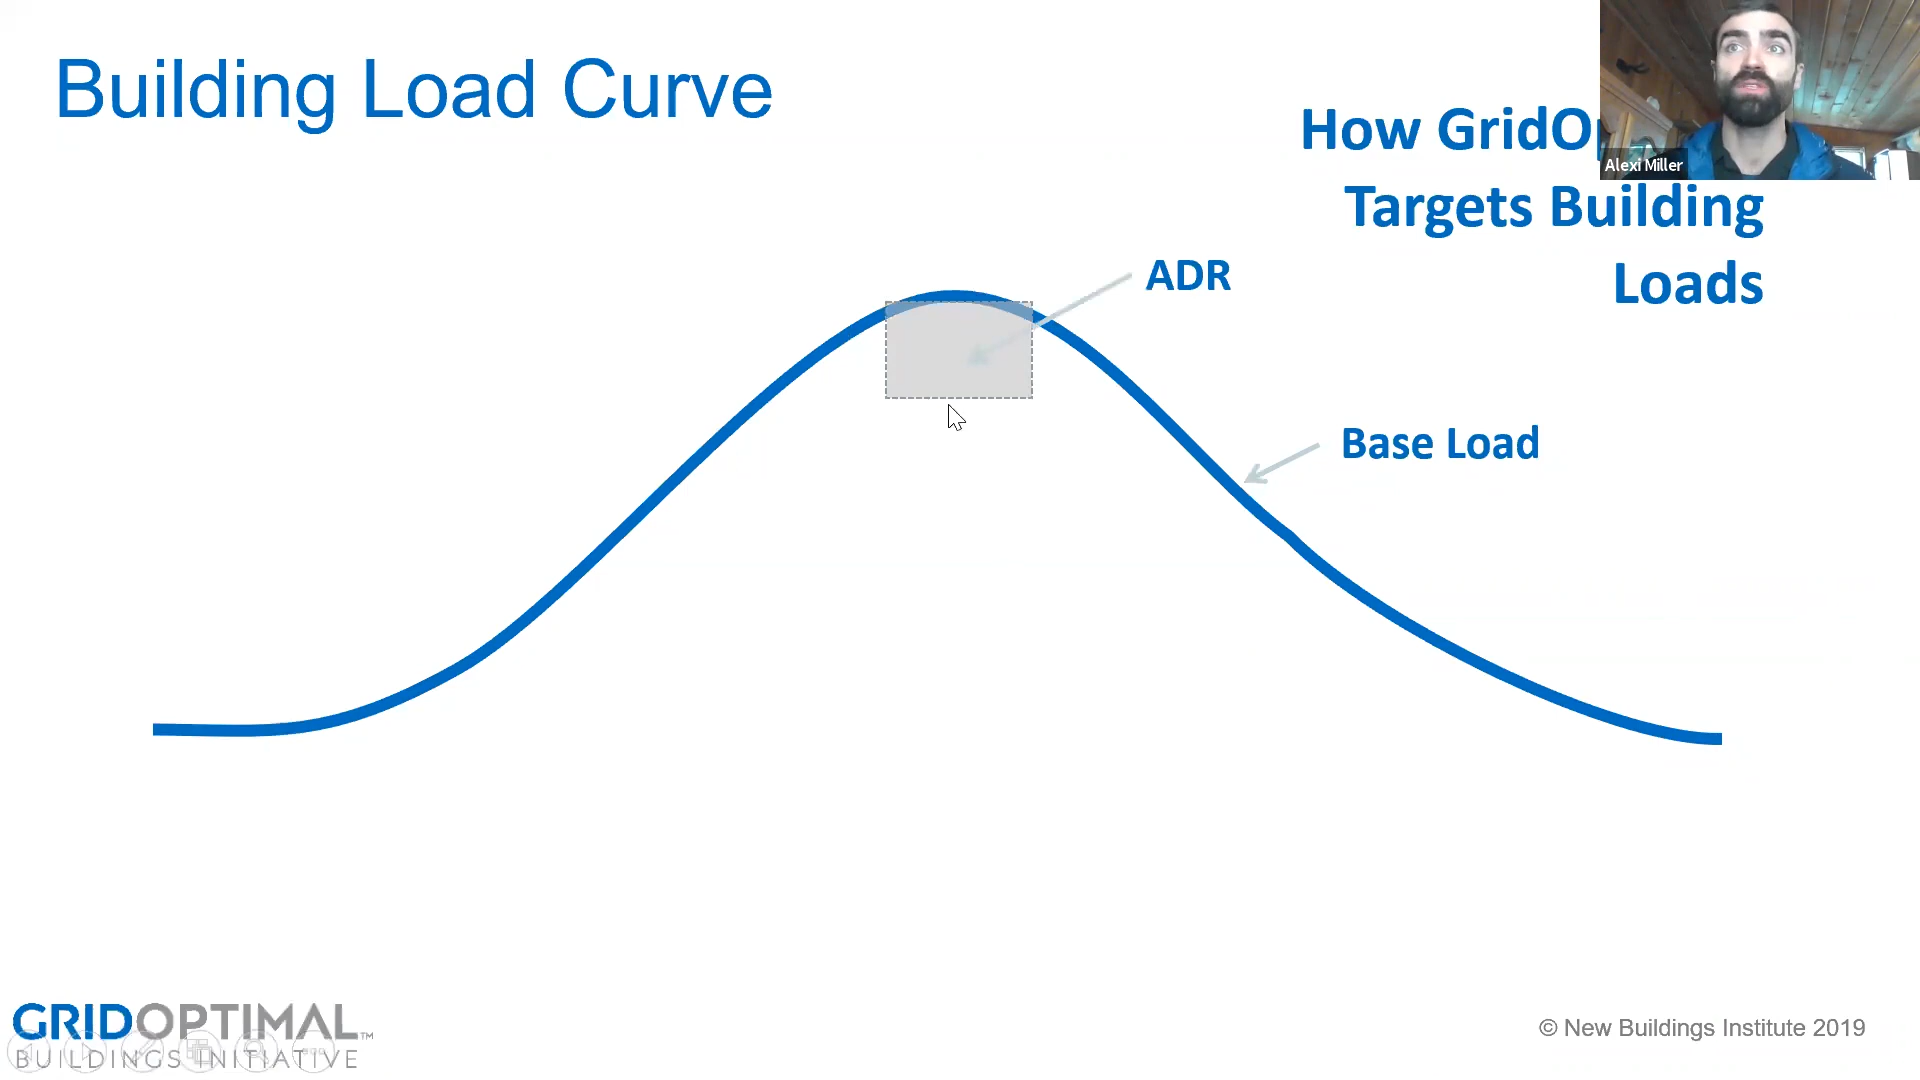 Building Load Curve
How GridO
Targets Building
Loads
Alexi Miller
ADR
Base Load
GRIDOPTIMAL™
BUILDINGS INITIATIVE
© New Buildings Institute 2019